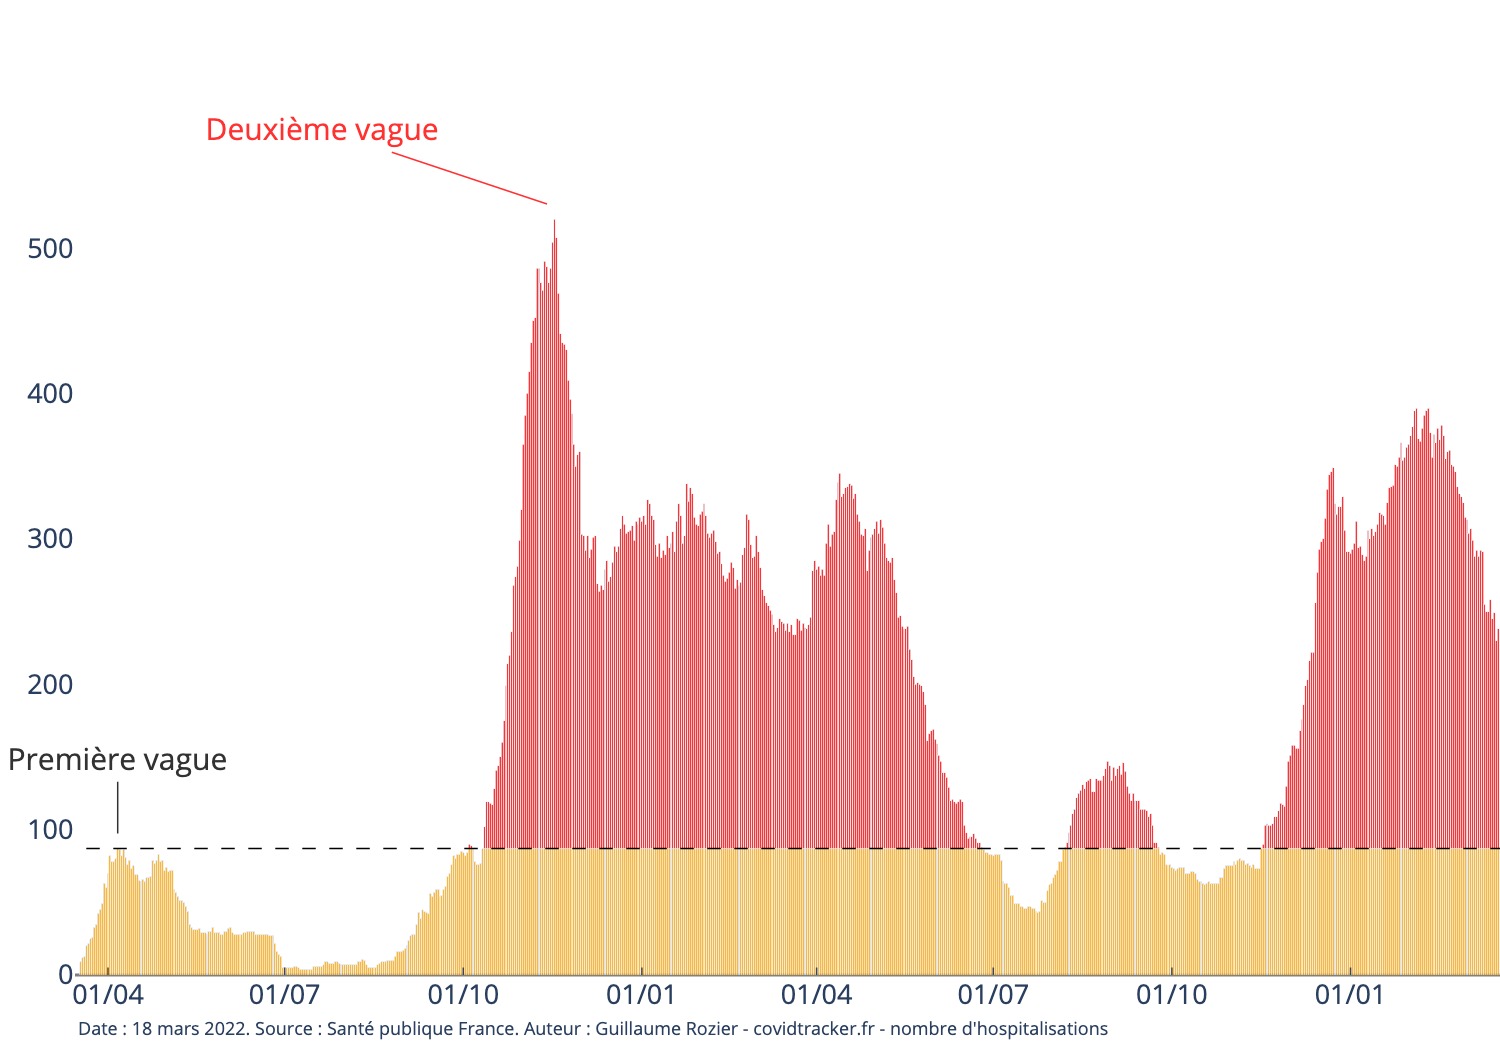 Deuxième vague
500
400
300
200
Première vague
100
0
01/04 01/07 01/10 01/01 01/04 01/07 01/10 01/01
Date : 18 mars 2022. Source : Santé publique France. Auteur : Guillaume Rozier - covidtracker.fr - nombre d'hospitalisations